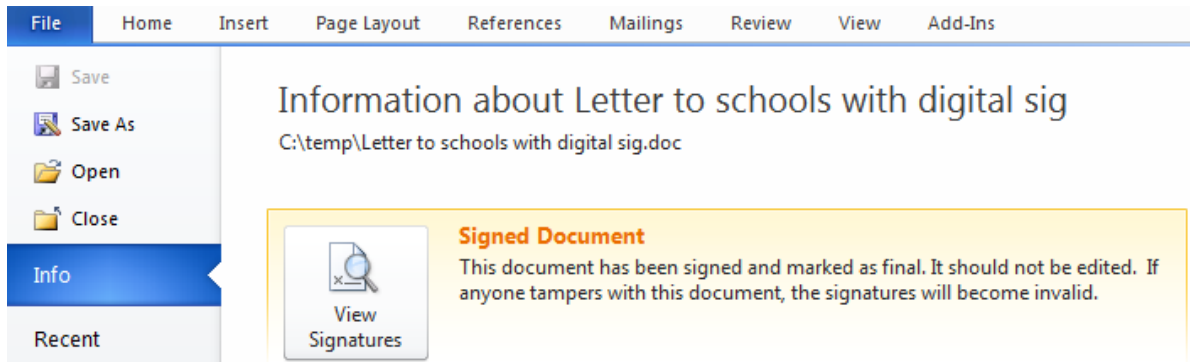 File Home Insert Page Layout References Mailings Review View Add-Ins
Save
Save As
Open
Close
Info
Recent
Information about Letter to schools with digital sig
C:\temp\Letter to schools with digital sig.doc
View
Signatures
Signed Document
This document has been signed and marked as final. It should not be edited. If
anyone tampers with this document, the signatures will become invalid.